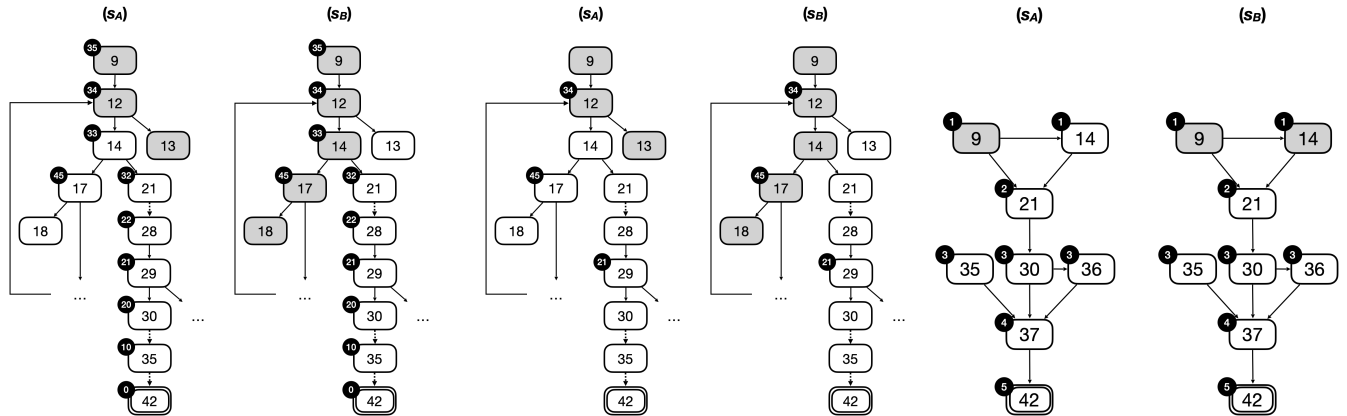 (sA) (sB) (sA) (sB) (sA) (sB)
35 9 35 9 9 9
34 12 34 12 34 12 34 12
1 9 1 14 1 9 1 14
33 14 13 33 14 13 14 13 14 13
45 17 32 21 45 17 32 21 45 17 21 45 17 21
2 21 2 21
18 22 28 18 22 28 18 28 18 28
21 29 21 29 21 29 21 29
3 35 3 30 3 36 3 35 3 30 3 36
... ... ... ...
20 30 ... 20 30 ... 30 ... 30 ...
4 37 4 37
10 35 10 35 35 35
0 42 0 42 42 42 5 42 5 42